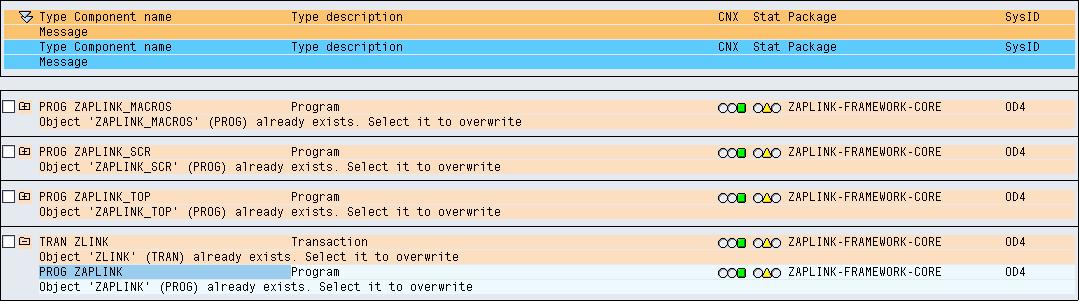 Type Component name Type description CNX Stat Package SysID
Message
Type Component name Type description CNX Stat Package SysID
Message
PROG ZAPLINK_MACROS Program ZAPLINK-FRAMEWORK-CORE OD4
Object 'ZAPLINK_MACROS' (PROG) already exists. Select it to overwrite
PROG ZAPLINK_SCR Program ZAPLINK-FRAMEWORK-CORE OD4
Object 'ZAPLINK_SCR' (PROG) already exists. Select it to overwrite
PROG ZAPLINK_TOP Program ZAPLINK-FRAMEWORK-CORE OD4
Object 'ZAPLINK_TOP' (PROG) already exists. Select it to overwrite
TRAN ZLINK Transaction ZAPLINK-FRAMEWORK-CORE OD4
Object 'ZLINK' (TRAN) already exists. Select it to overwrite
PROG ZAPLINK Program ZAPLINK-FRAMEWORK-CORE OD4
Object 'ZAPLINK' (PROG) already exists. Select it to overwrite